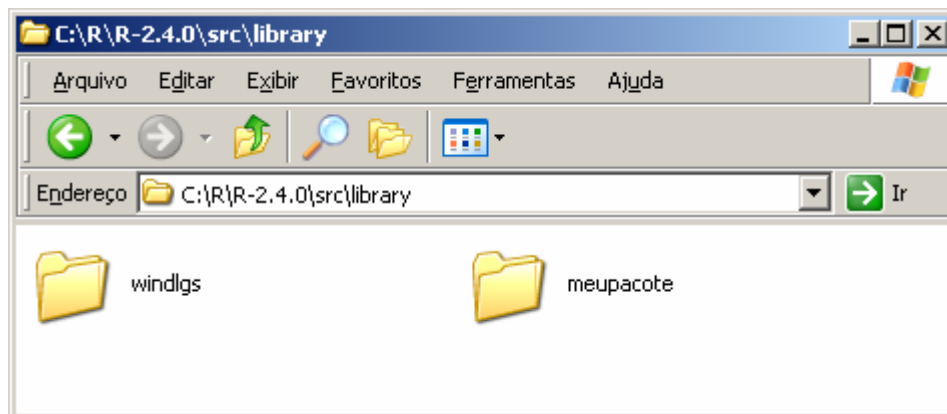 C:\R\R-2.4.0\src\library
Arquivo Editar Exibir Favoritos Ferramentas Ajuda
Endereço C:\R\R-2.4.0\src\library Ir
windlgs meupacote